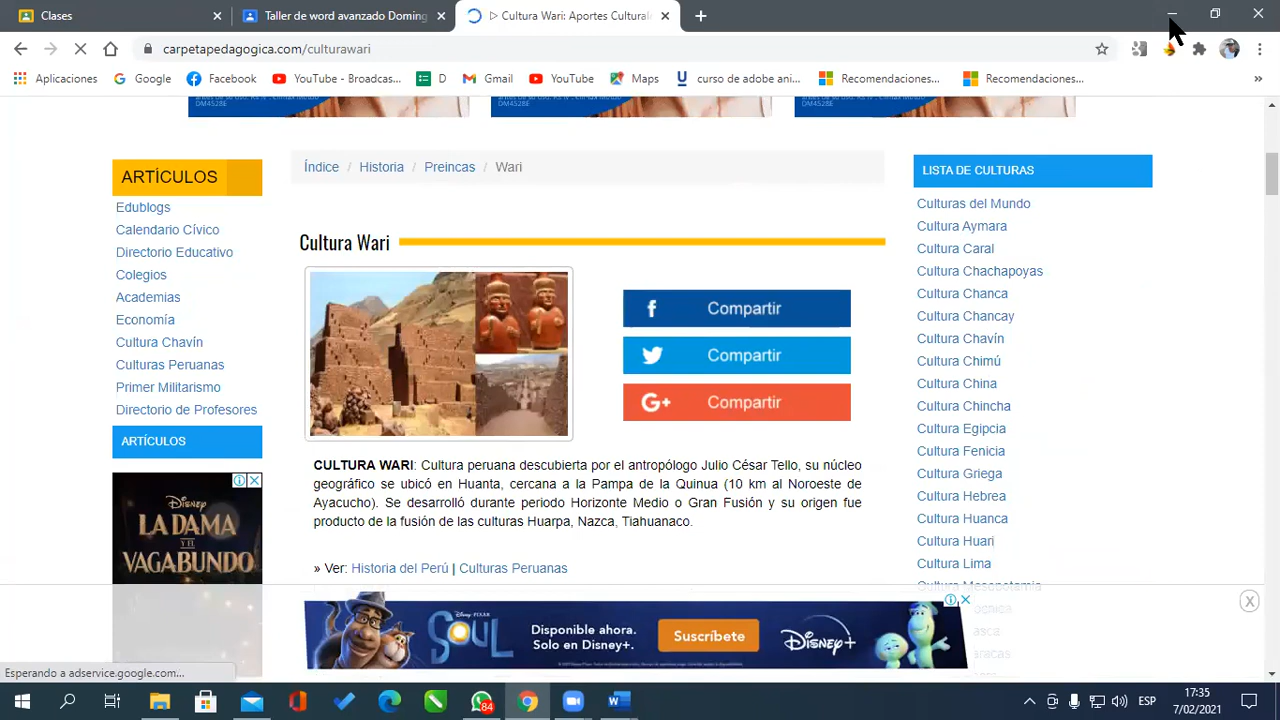 Clases
Taller de word avanzado Doming
▷ Cultura Wari: Aportes Cultural
carpetapedagogica.com/culturawari
Aplicaciones
Google
Facebook
YouTube - Broadcas...
D
Gmail
YouTube
Maps
curso de adobe ani...
Recomendaciones...
Recomendaciones...
»
DM4528E
DM4528E
DM4528E
Índice / Historia / Preincas / Wari
ARTÍCULOS
Edublogs
Calendario Cívico
Directorio Educativo
Colegios
Academias
Economía
Cultura Chavín
Culturas Peruanas
Primer Militarismo
Directorio de Profesores
ARTÍCULOS
Disney
LA DAMA
Y EL
VAGABUNDO
Cultura Wari
f Compartir
Compartir
G+ Compartir
CULTURA WARI: Cultura peruana descubierta por el antropólogo Julio César Tello, su núcleo
geográfico se ubicó en Huanta, cercana a la Pampa de la Quinua (10 km al Noroeste de
Ayacucho). Se desarrolló durante periodo Horizonte Medio o Gran Fusión y su origen fue
producto de la fusión de las culturas Huarpa, Nazca, Tiahuanaco.
» Ver: Historia del Perú | Culturas Peruanas
LISTA DE CULTURAS
Culturas del Mundo
Cultura Aymara
Cultura Caral
Cultura Chachapoyas
Cultura Chanca
Cultura Chancay
Cultura Chavín
Cultura Chimú
Cultura China
Cultura Chincha
Cultura Egipcia
Cultura Fenicia
Cultura Griega
Cultura Hebrea
Cultura Huanca
Cultura Huari
Cultura Lima
Cultura Mesopotamia
DISNEY PIXAR
SOUL
Disponible ahora.
Solo en Disney+.
Suscríbete
Disney+
X
Esperando a adservice.google.com...
84
ESP
17:35
7/02/2021